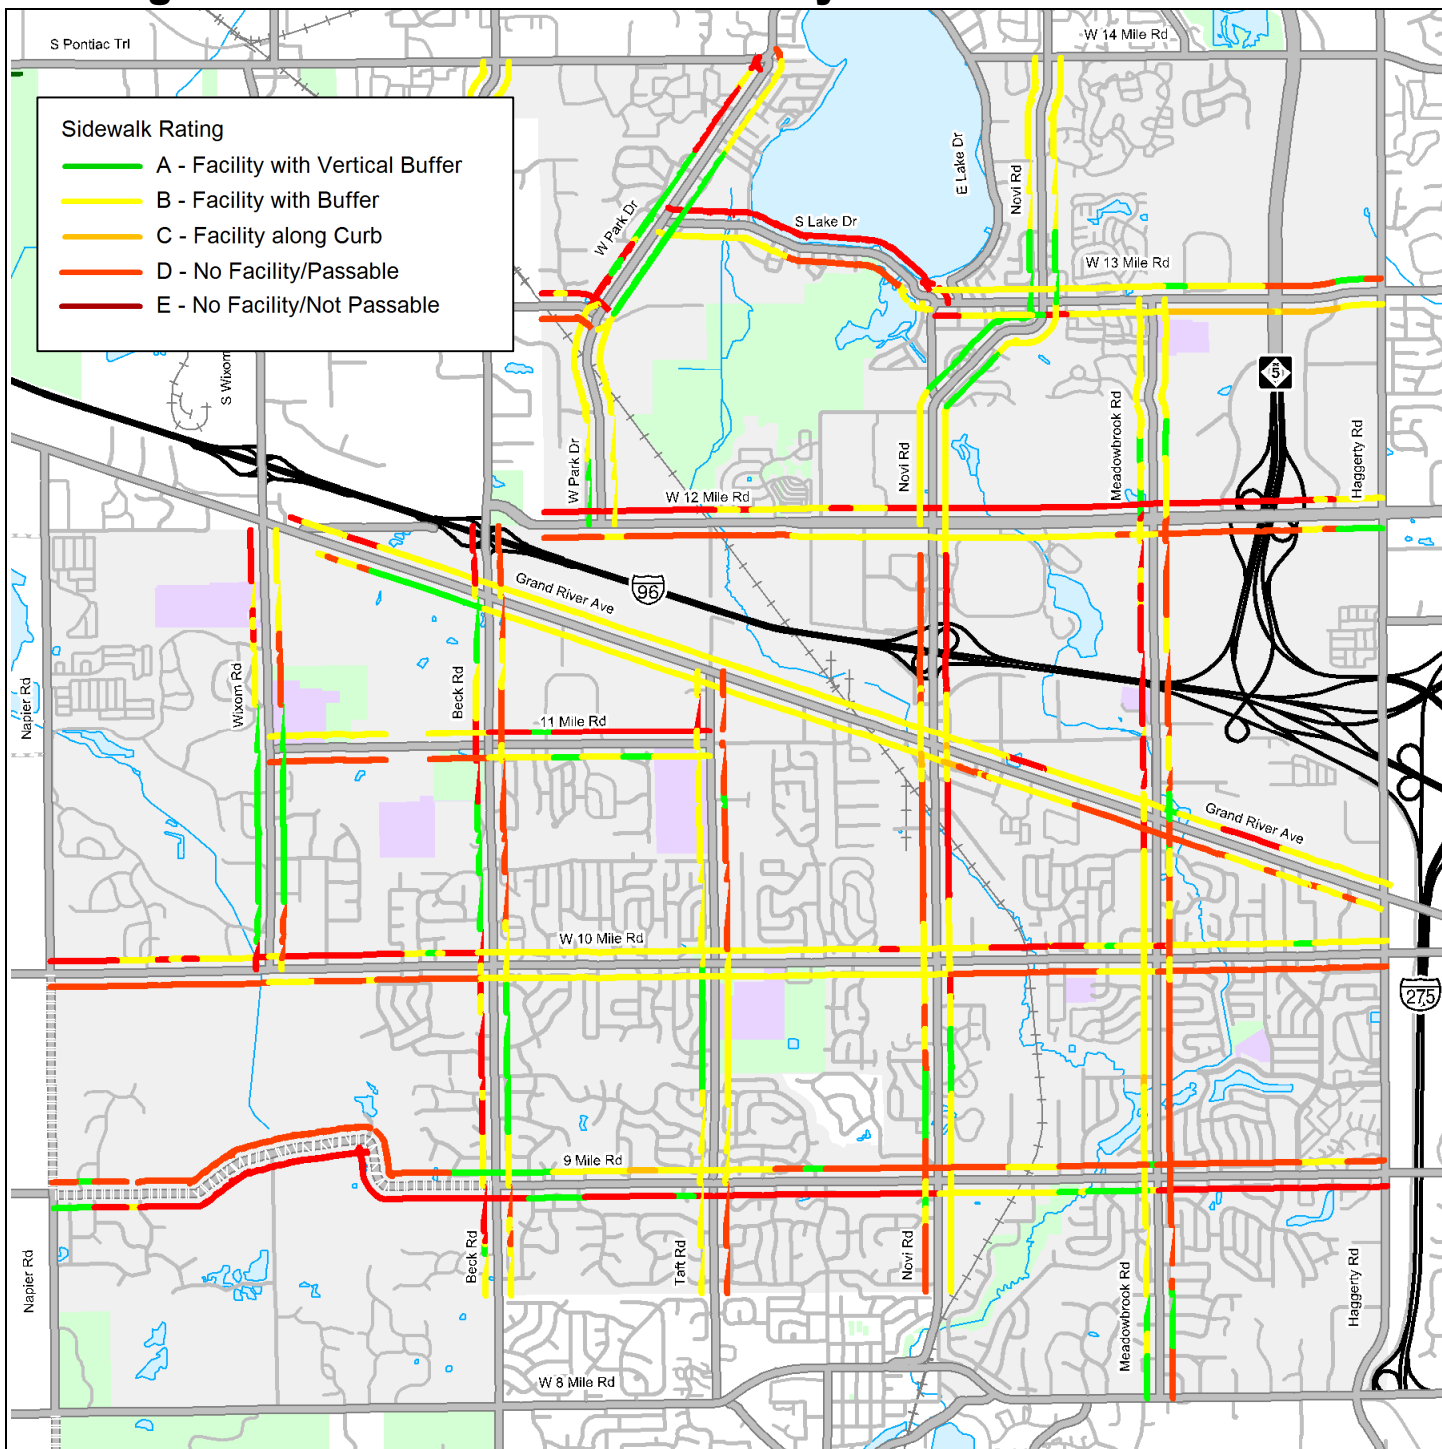 S Pontiac Trl
W 14 Mile Rd
Sidewalk Rating
A - Facility with Vertical Buffer
B - Facility with Buffer
C - Facility along Curb
D - No Facility/Passable
E - No Facility/Not Passable
E Lake Dr
Novi Rd
W Park Dr
S Lake Dr
W 13 Mile Rd
S Wixom
5
Meadowbrook Rd
Haggerty Rd
W Park Dr
Novi Rd
W 12 Mile Rd
Grand River Ave
96
Napier Rd
Wixom Rd
Beck Rd
11 Mile Rd
Grand River Ave
W 10 Mile Rd
275
9 Mile Rd
Napier Rd
Beck Rd
Taft Rd
Novi Rd
Meadowbrook Rd
Haggerty Rd
W 8 Mile Rd